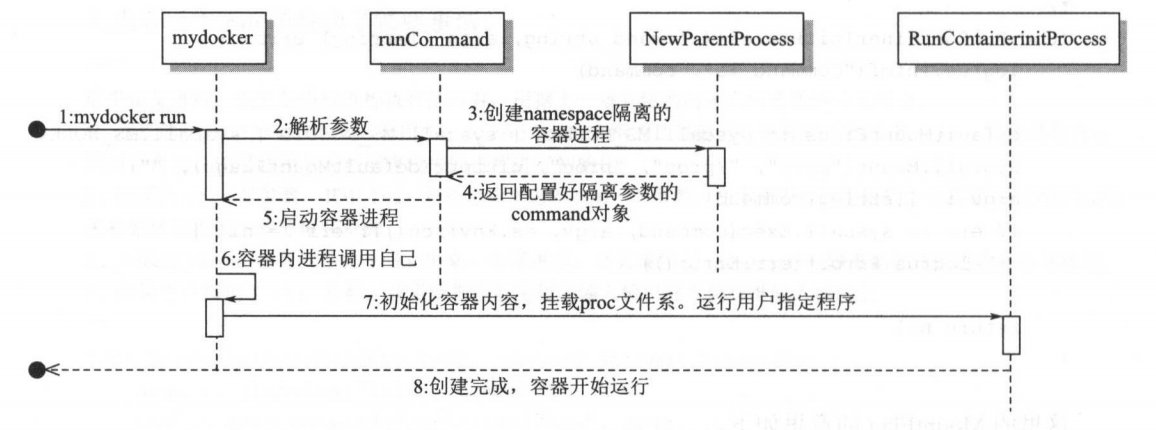 mydocker
runCommand
NewParentProcess
RunContainerinitProcess
1:mydocker run
2:解析参数
3:创建namespace隔离的
容器进程
4:返回配置好隔离参数的
command对象
5:启动容器进程
6:容器内进程调用自己
7:初始化容器内容，挂载proc文件系。运行用户指定程序
8:创建完成，容器开始运行